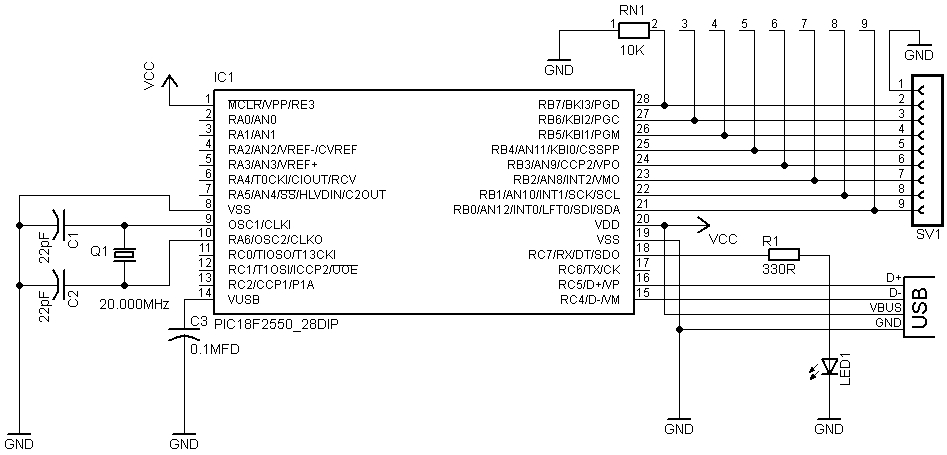 RN1
1 2 3 4 5 6 7 8 9
10K
GND
GND
VCC
IC1
1 MCLR/VPP/RE3
2 RA0/AN0
3 RA1/AN1
4 RA2/AN2/VREF-/CVREF
5 RA3/AN3/VREF+
6 RA4/T0CKI/CIOUT/RCV
7 RA5/AN4/SS/HLVDIN/C2OUT
8 VSS
9 OSC1/CLKI
10 RA6/OSC2/CLKO
11 RC0/TIOSO/T13CKI
12 RC1/T1OSI/ICCP2/UOE
13 RC2/CCP1/P1A
14 VUSB
RB7/BKI3/PGD 28
RB6/KBI2/PGC 27
RB5/KBI1/PGM 26
RB4/AN11/KBI0/CSSPP 25
RB3/AN9/CCP2/VPO 24
RB2/AN8/INT2/VMO 23
RB1/AN10/INT1/SCK/SCL 22
RB0/AN12/INT0/LFT0/SDI/SDA 21
VDD 20
VSS 19
RC7/RX/DT/SDO 18
RC6/TX/CK 17
RC5/D+/VP 16
RC4/D-/VM 15
PIC18F2550_28DIP
1
2
3
4
5
6
7
8
9
SV1
VCC
R1
330R
C1
22pF
Q1
C2
22pF
20.000MHz
C3
0.1MFD
D+
D-
VBUS
GND
USB
LED1
GND
GND
GND
GND